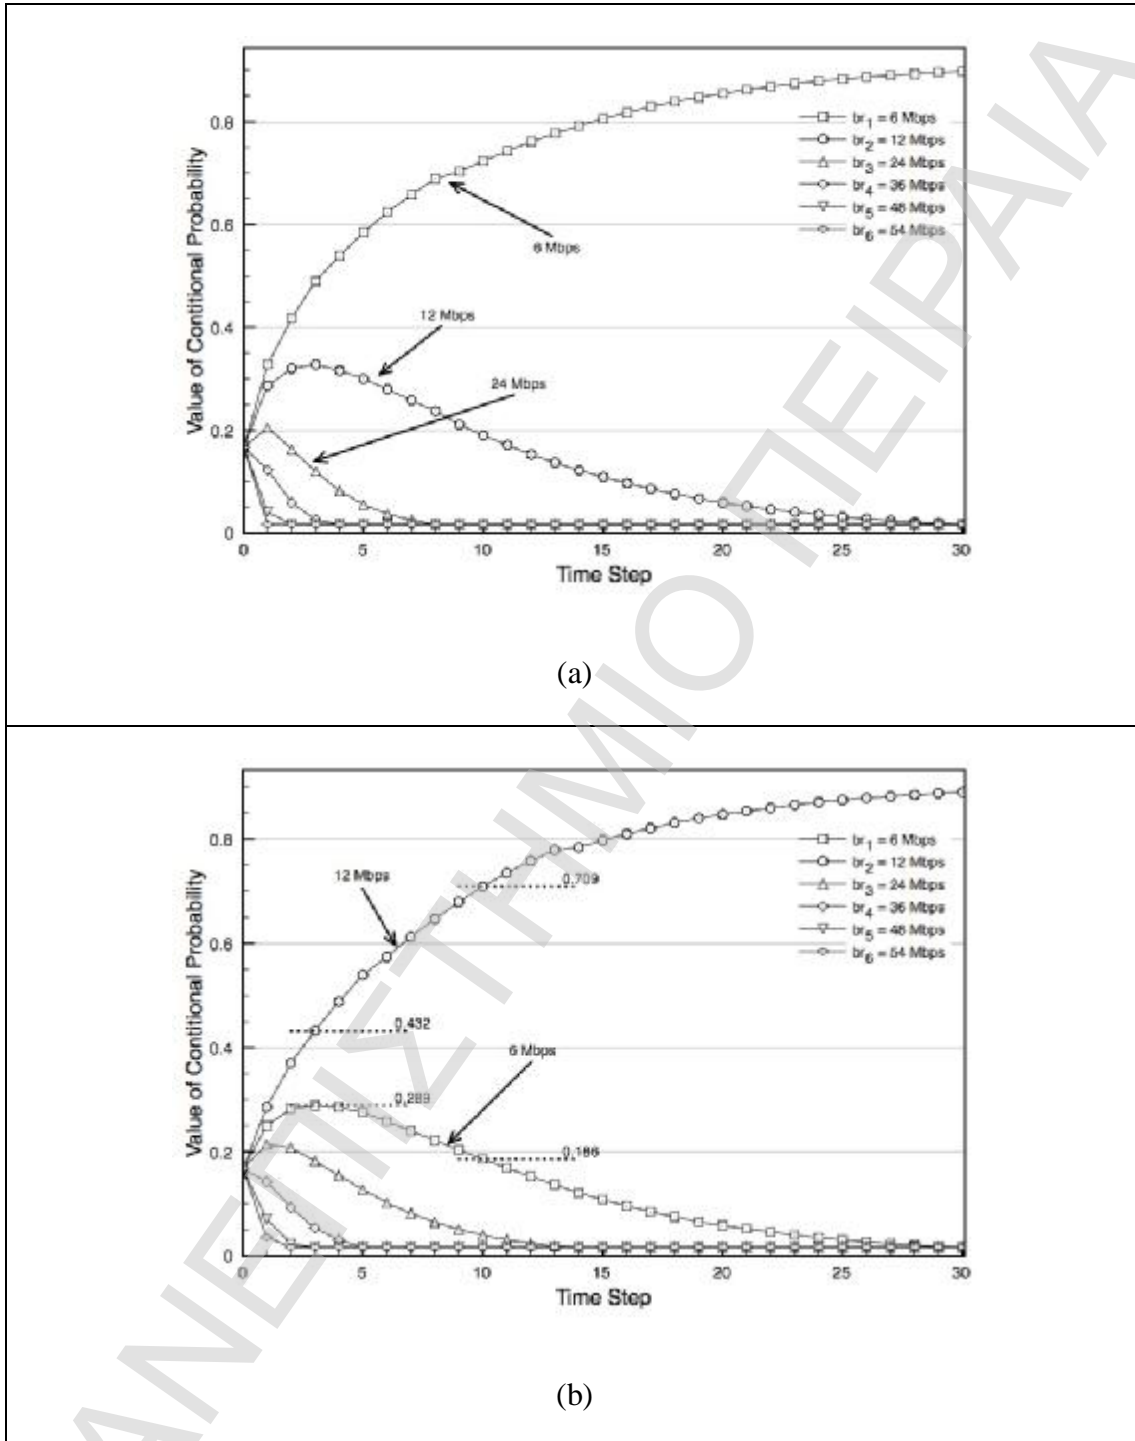 Value of Contitional Probability
0.8
0.6
0.4
0.2
0
0 5 10 15 20 25 30
Time Step
br1 = 6 Mbps
br2 = 12 Mbps
br3 = 24 Mbps
br4 = 36 Mbps
br5 = 48 Mbps
br6 = 54 Mbps
6 Mbps
12 Mbps
24 Mbps
(a)
Value of Contitional Probability
0.8
0.6
0.4
0.2
0
0 5 10 15 20 25 30
Time Step
br1 = 6 Mbps
br2 = 12 Mbps
br3 = 24 Mbps
br4 = 36 Mbps
br5 = 48 Mbps
br6 = 54 Mbps
12 Mbps
0.709
0.432
6 Mbps
0.289
0.186
(b)
ΑΝΕΠΙΣΤΗΜΙΟ ΠΕΙΡΑΙΑ